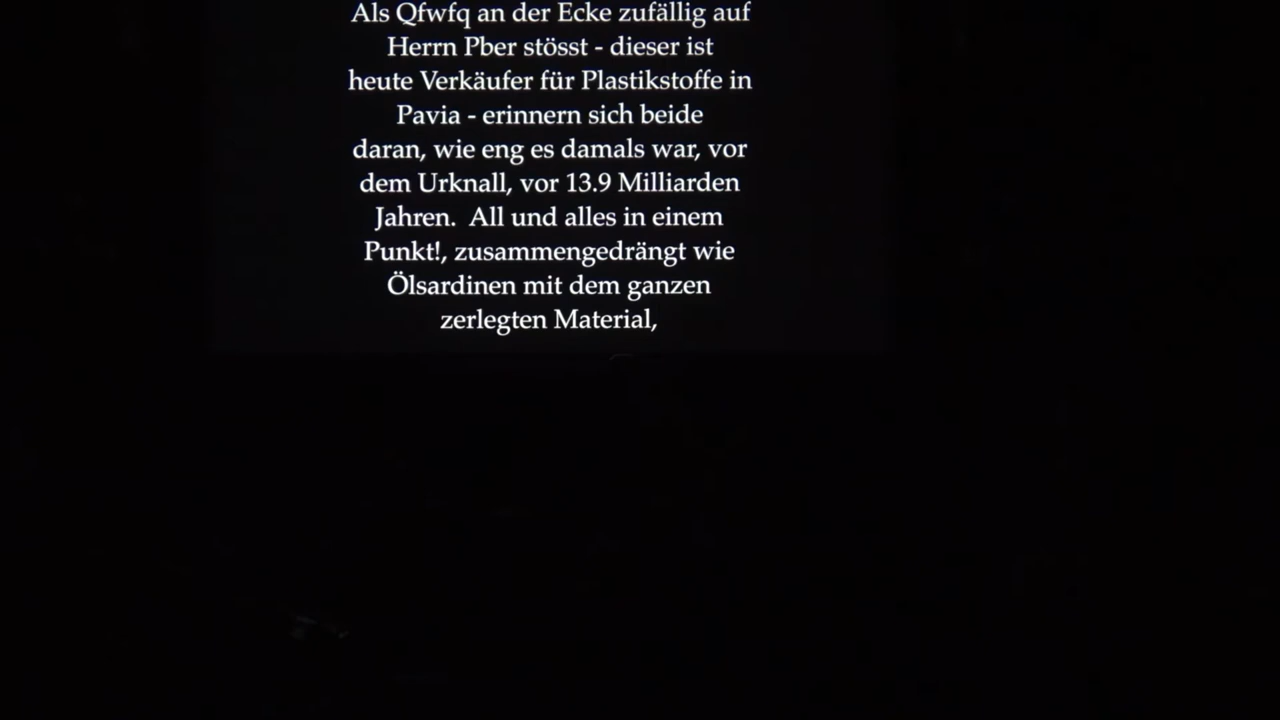 Als Qfwfq an der Ecke zufällig auf
Herrn Pber stösst - dieser ist
heute Verkäufer für Plastikstoffe in
Pavia - erinnern sich beide
daran, wie eng es damals war, vor
dem Urknall, vor 13.9 Milliarden
Jahren.  All und alles in einem
Punkt!, zusammengedrängt wie
Ölsardinen mit dem ganzen
zerlegten Material,